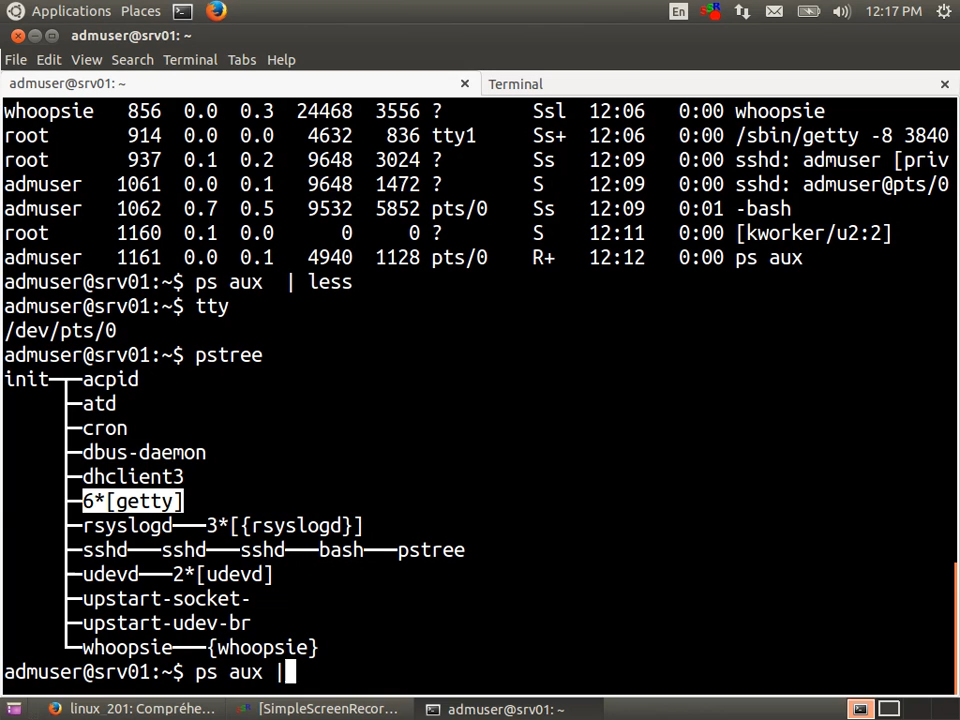 Applications Places En 12:17 PM
admuser@srv01: ~
File Edit View Search Terminal Tabs Help
admuser@srv01: ~ × Terminal ×
whoopsie 856 0.0 0.3 24468 3556 ? Ssl 12:06 0:00 whoopsie
root 914 0.0 0.0 4632 836 tty1 Ss+ 12:06 0:00 /sbin/getty -8 3840
root 937 0.1 0.2 9648 3024 ? Ss 12:09 0:00 sshd: admuser [priv
admuser 1061 0.0 0.1 9648 1472 ? S 12:09 0:00 sshd: admuser@pts/0
admuser 1062 0.7 0.5 9532 5852 pts/0 Ss 12:09 0:01 -bash
root 1160 0.1 0.0 0 0 ? S 12:11 0:00 [kworker/u2:2]
admuser 1161 0.0 0.1 4940 1128 pts/0 R+ 12:12 0:00 ps aux
admuser@srv01:~$ ps aux  | less
admuser@srv01:~$ tty
/dev/pts/0
admuser@srv01:~$ pstree
init─┬─acpid
├─atd
├─cron
├─dbus-daemon
├─dhclient3
├─6*[getty]
├─rsyslogd───3*[{rsyslogd}]
├─sshd───sshd───sshd───bash───pstree
├─udevd───2*[udevd]
├─upstart-socket-
├─upstart-udev-br
└─whoopsie───{whoopsie}
admuser@srv01:~$ ps aux |
linux_201: Compréhe... [SimpleScreenRecor... admuser@srv01: ~